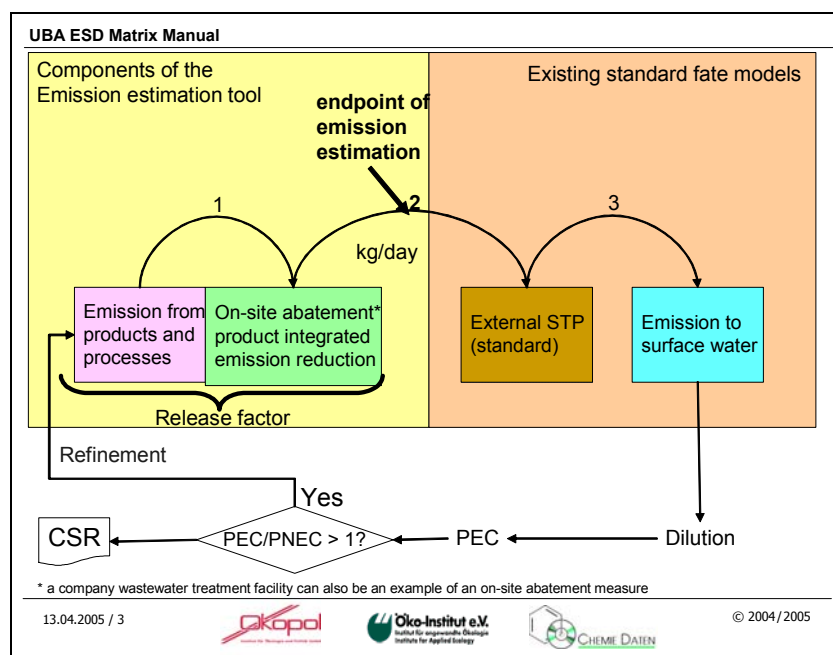 UBA ESD Matrix Manual
Components of the
Emission estimation tool
Existing standard fate models
endpoint of
emission
estimation
1
2
3
kg/day
Emission from
products and
processes
On-site abatement*
product integrated
emission reduction
External STP
(standard)
Emission to
surface water
Release factor
Refinement
Yes
CSR
PEC/PNEC > 1?
PEC
Dilution
* a company wastewater treatment facility can also be an example of an on-site abatement measure
13.04.2005 / 3
Ökopol
Öko-Institut e.V.
Institut für angewandte Ökologie
Institute for Applied Ecology
CHEMIE DATEN
© 2004/2005